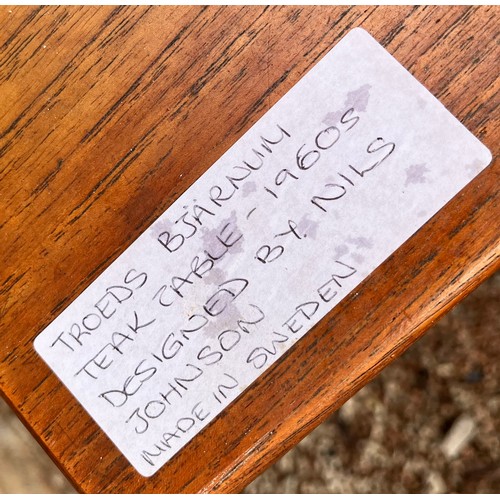 TROEDS BJÄRNUM
TEAK TABLE - 1960s
DESIGNED BY NILS
JOHNSON
MADE IN SWEDEN